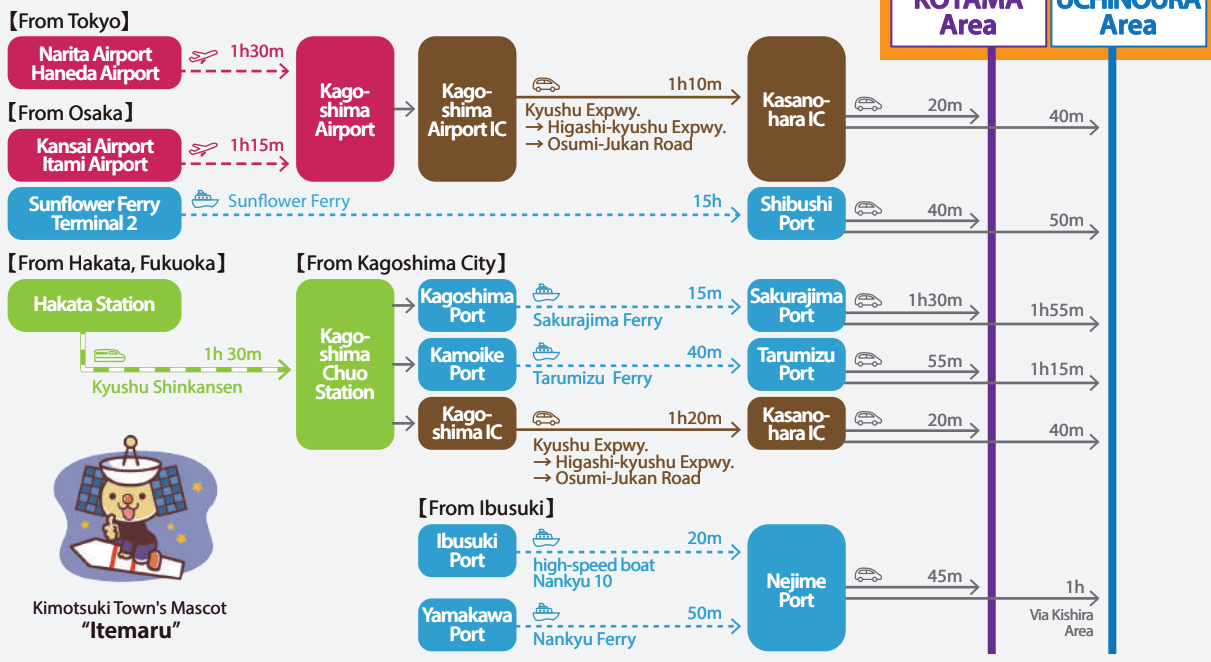 KOYAMA
Area
UCHINOURA
Area
【From Tokyo】
Narita Airport
Haneda Airport
1h30m
【From Osaka】
Kansai Airport
Itami Airport
1h15m
Kago-
shima
Airport
Kago-
shima
Airport IC
1h10m
Kyushu Expwy.
→ Higashi-kyushu Expwy.
→ Osumi-Jukan Road
Kasano-
hara IC
20m
40m
Sunflower Ferry
Terminal 2
Sunflower Ferry
15h
Shibushi
Port
40m
50m
【From Hakata, Fukuoka】
Hakata Station
1h 30m
Kyushu Shinkansen
【From Kagoshima City】
Kago-
shima
Chuo
Station
Kagoshima
Port
15m
Sakurajima Ferry
Sakurajima
Port
1h30m
1h55m
Kamoike
Port
40m
Tarumizu Ferry
Tarumizu
Port
55m
1h15m
Kago-
shima IC
1h20m
Kyushu Expwy.
→ Higashi-kyushu Expwy.
→ Osumi-Jukan Road
Kasano-
hara IC
20m
40m
【From Ibusuki】
Ibusuki
Port
20m
high-speed boat
Nankyu 10
Yamakawa
Port
50m
Nankyu Ferry
Nejime
Port
45m
1h
Via Kishira
Area
Kimotsuki Town's Mascot
“Itemaru”